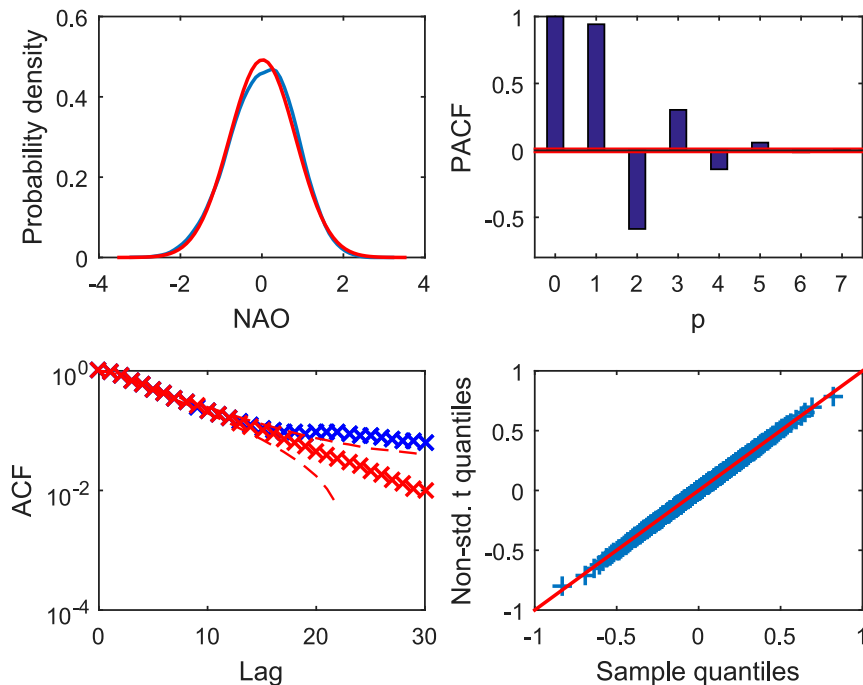 Probability density
0.6
0.4
0.2
0
-4 -2 0 2 4
NAO
PACF
1
0.5
0
-0.5
0 1 2 3 4 5 6 7
p
ACF
10^0
10^-2
10^-4
0 10 20 30
Lag
Non-std. t quantiles
1
0.5
0
-0.5
-1
-1 -0.5 0 0.5 1
Sample quantiles